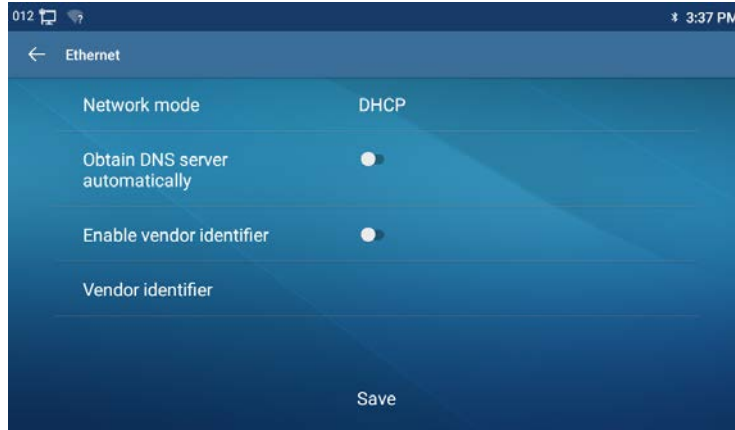 012 3:37 PM
Ethernet
Network mode DHCP
Obtain DNS server
automatically
Enable vendor identifier
Vendor identifier
Save